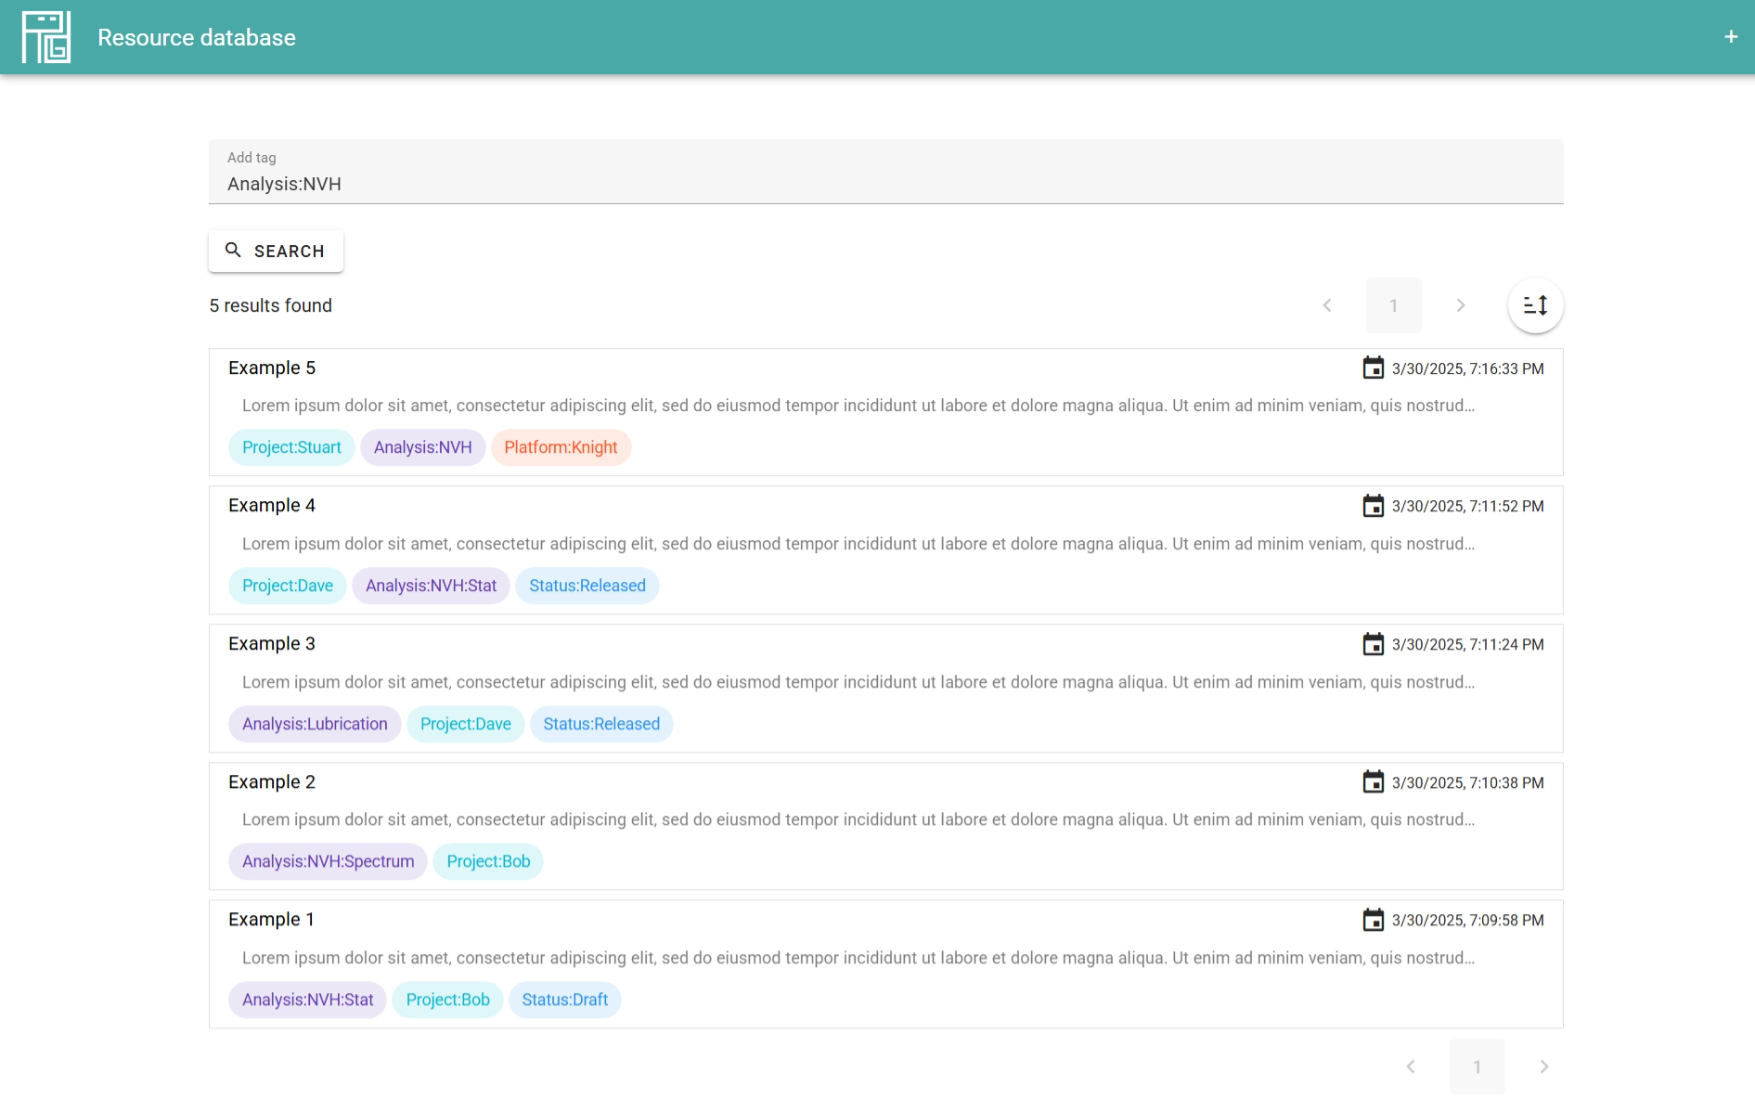 Resource database
+
Add tag
Analysis:NVH
SEARCH
5 results found
1
Example 5
3/30/2025, 7:16:33 PM
Lorem ipsum dolor sit amet, consectetur adipiscing elit, sed do eiusmod tempor incididunt ut labore et dolore magna aliqua. Ut enim ad minim veniam, quis nostrud...
Project:Stuart Analysis:NVH Platform:Knight
Example 4
3/30/2025, 7:11:52 PM
Lorem ipsum dolor sit amet, consectetur adipiscing elit, sed do eiusmod tempor incididunt ut labore et dolore magna aliqua. Ut enim ad minim veniam, quis nostrud...
Project:Dave Analysis:NVH:Stat Status:Released
Example 3
3/30/2025, 7:11:24 PM
Lorem ipsum dolor sit amet, consectetur adipiscing elit, sed do eiusmod tempor incididunt ut labore et dolore magna aliqua. Ut enim ad minim veniam, quis nostrud...
Analysis:Lubrication Project:Dave Status:Released
Example 2
3/30/2025, 7:10:38 PM
Lorem ipsum dolor sit amet, consectetur adipiscing elit, sed do eiusmod tempor incididunt ut labore et dolore magna aliqua. Ut enim ad minim veniam, quis nostrud...
Analysis:NVH:Spectrum Project:Bob
Example 1
3/30/2025, 7:09:58 PM
Lorem ipsum dolor sit amet, consectetur adipiscing elit, sed do eiusmod tempor incididunt ut labore et dolore magna aliqua. Ut enim ad minim veniam, quis nostrud...
Analysis:NVH:Stat Project:Bob Status:Draft
1